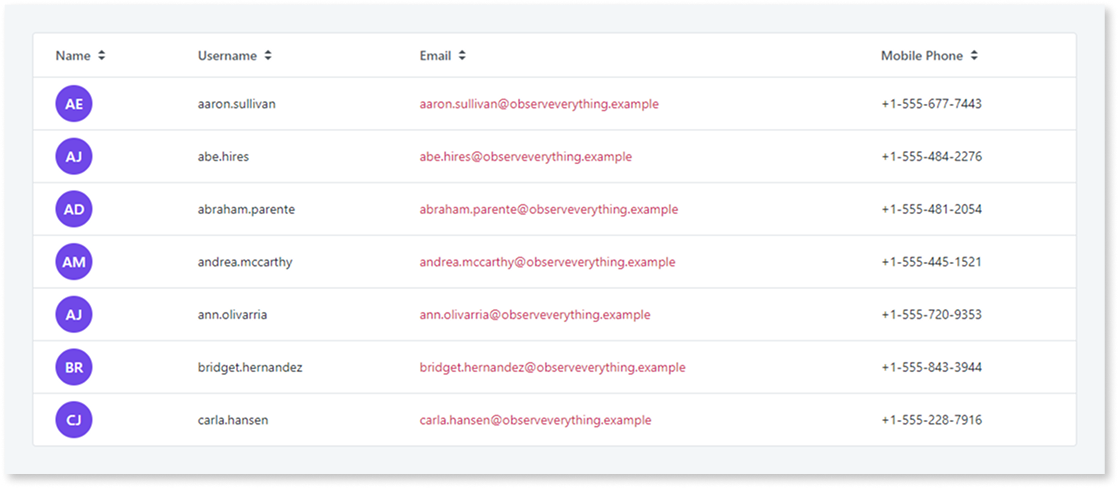 Name Username Email Mobile Phone
AE aaron.sullivan aaron.sullivan@observeverything.example +1-555-677-7443
AJ abe.hires abe.hires@observeverything.example +1-555-484-2276
AD abraham.parente abraham.parente@observeverything.example +1-555-481-2054
AM andrea.mccarthy andrea.mccarthy@observeverything.example +1-555-445-1521
AJ ann.olivarria ann.olivarria@observeverything.example +1-555-720-9353
BR bridget.hernandez bridget.hernandez@observeverything.example +1-555-843-3944
CJ carla.hansen carla.hansen@observeverything.example +1-555-228-7916